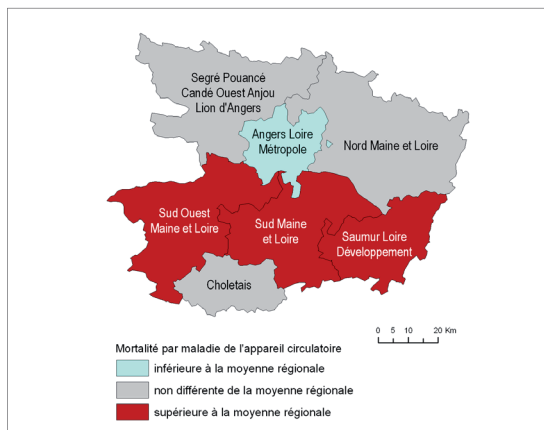 Segré Pouancé
Candé Ouest Anjou
Lion d'Angers
Angers Loire
Métropole
Nord Maine et Loire
Sud Ouest
Maine et Loire
Sud Maine
et Loire
Saumur Loire
Développement
Choletais
0 5 10 20 Km
Mortalité par maladie de l'appareil circulatoire
inférieure à la moyenne régionale
non différente de la moyenne régionale
supérieure à la moyenne régionale